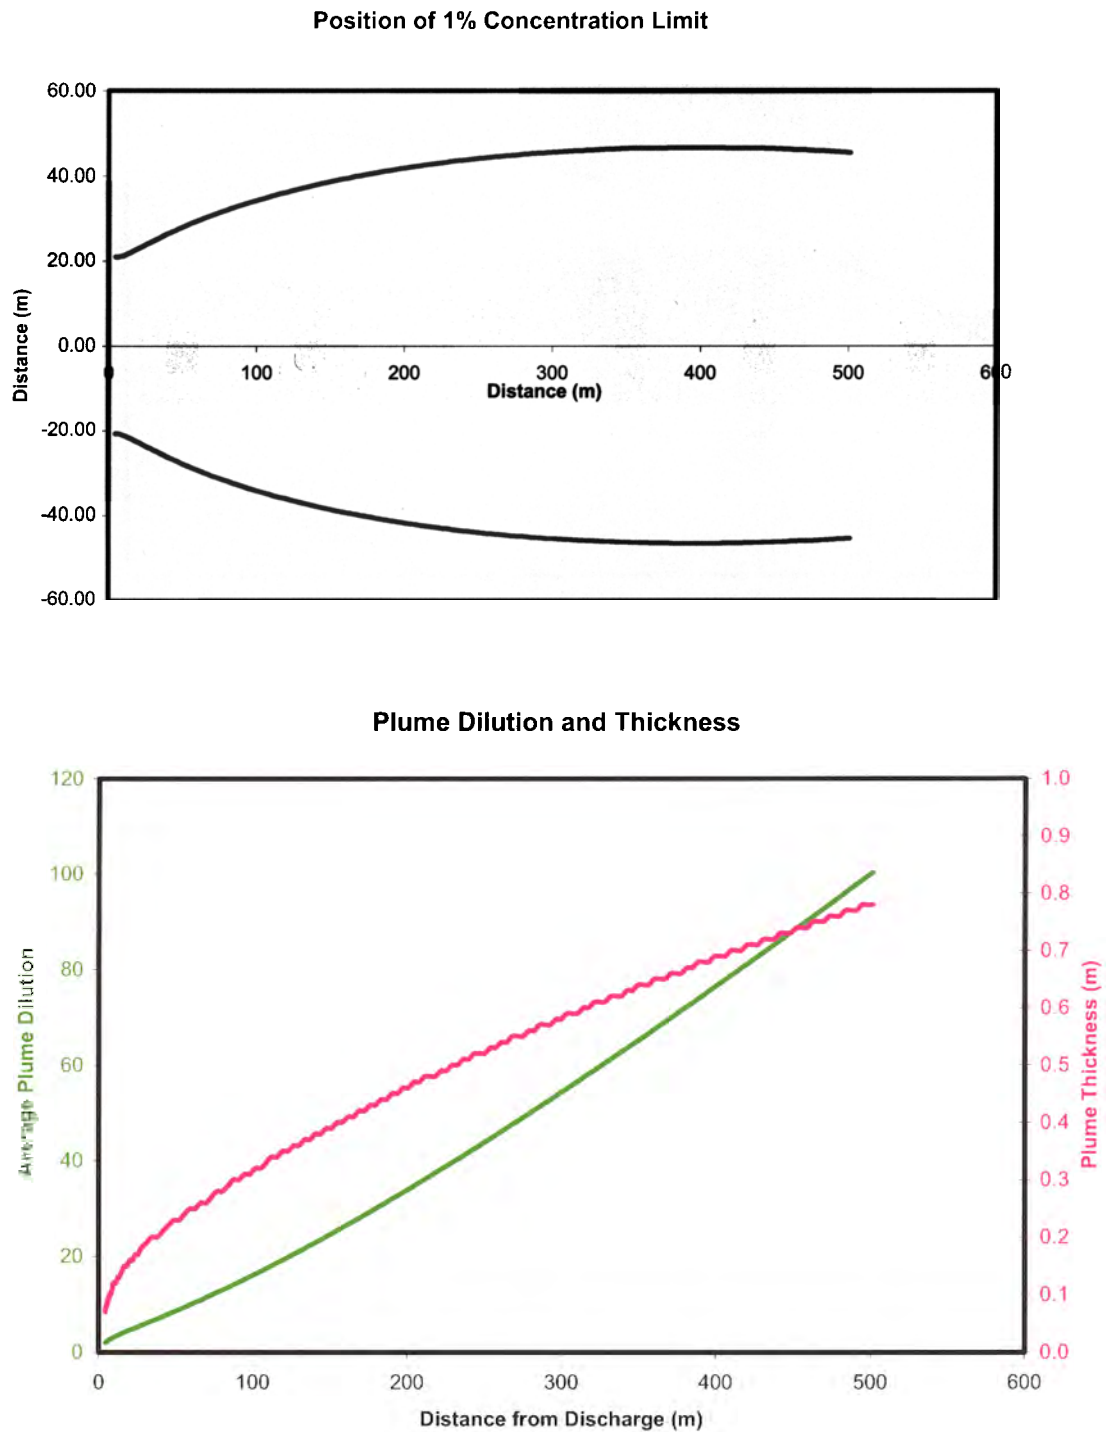 Position of 1% Concentration Limit
60.00
40.00
20.00
0.00
-20.00
-40.00
-60.00
Distance (m)
0 100 200 300 400 500 600
Distance (m)
Plume Dilution and Thickness
120
100
80
60
40
20
0
Average Plume Dilution
1.0
0.9
0.8
0.7
0.6
0.5
0.4
0.3
0.2
0.1
0.0
Plume Thickness (m)
0 100 200 300 400 500 600
Distance from Discharge (m)